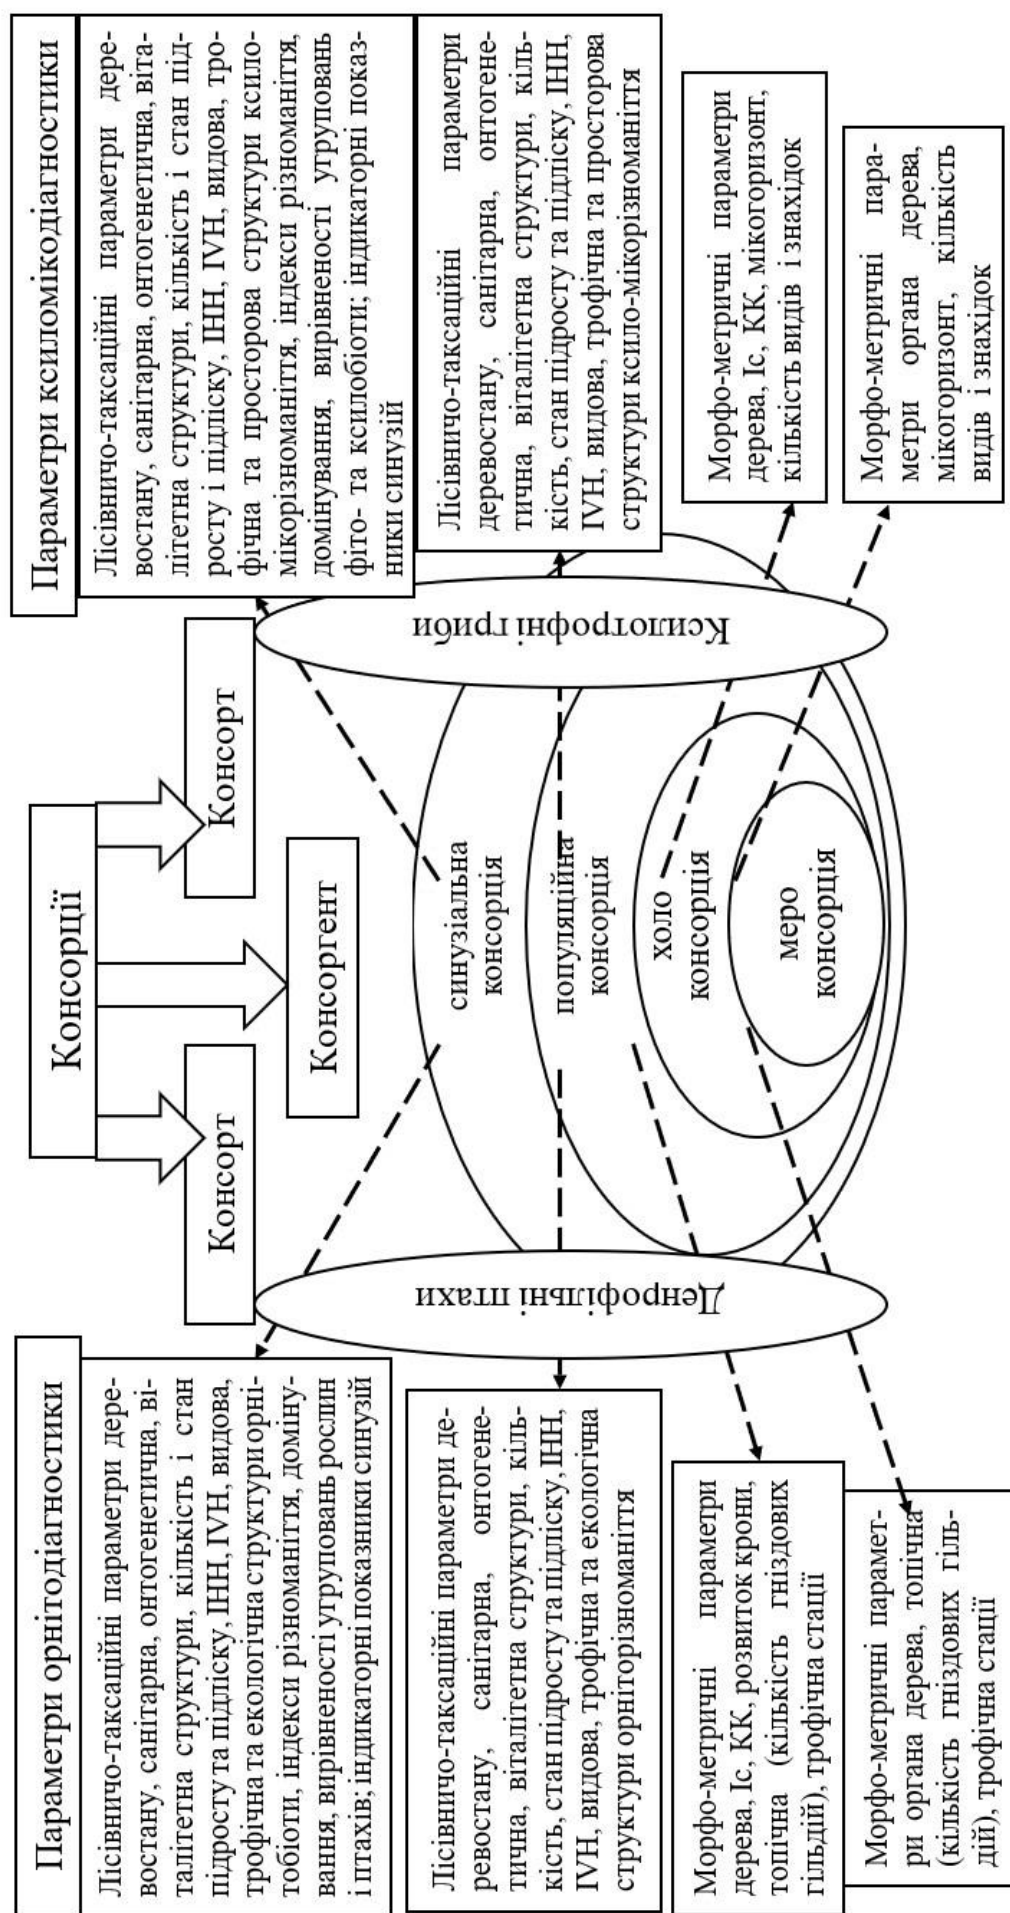 Консорції
Консорт
Консорт
Консоргент
Параметри орнітодіагностики
Лісівничо-таксаційні параметри дере-
востану, санітарна, онтогенетична, ві-
талітетна структури, кількість і стан
підросту та підліску, ІНН, IVН, видова,
трофічна та екологічна структури орні-
тобіоти, індекси різноманіття, доміну-
вання, вирівненості угруповань рослин
і птахів; індикаторні показники синузій
Лісівничо-таксаційні параметри де-
ревостану, санітарна, онтогене-
тична, віталітетна структури, кіль-
кість, стан підросту та підліску, ІНН,
IVН, видова, трофічна та екологічна
структури орніторізноманіття
Морфо-метричні параметри
дерева, Іс, КК, розвиток крони,
топічна (кількість гніздових
гільдій), трофічна стації
Морфо-метричні парамет-
ри органа дерева, топічна
(кількість гніздових гіль-
дій), трофічна стації
Денрофільні птахи
синузіальна
консорція
популяційна
консорція
холо
консорція
меро
консорція
Ксилотрофні гриби
Параметри ксиломікодіагностики
Лісівничо-таксаційні параметри дере-
востану, санітарна, онтогенетична, віта-
літетна структури, кількість і стан під-
росту і підліску, ІНН, IVН, видова, тро-
фічна та просторова структури ксило-
мікорізноманіття, індекси різноманіття,
домінування, вирівненості угруповань
фіто- та ксилобіоти; індикаторні показ-
ники синузій
Лісівничо-таксаційні параметри
деревостану, санітарна, онтогене-
тична, віталітетна структури, кіль-
кість, стан підросту та підліску, ІНН,
IVН, видова, трофічна та просторова
структури ксило-мікорізноманіття
Морфо-метричні параметри
дерева, Іс, КК, мікогоризонт,
кількість видів і знахідок
Морфо-метричні пара-
метри органа дерева,
мікогоризонт, кількість
видів і знахідок